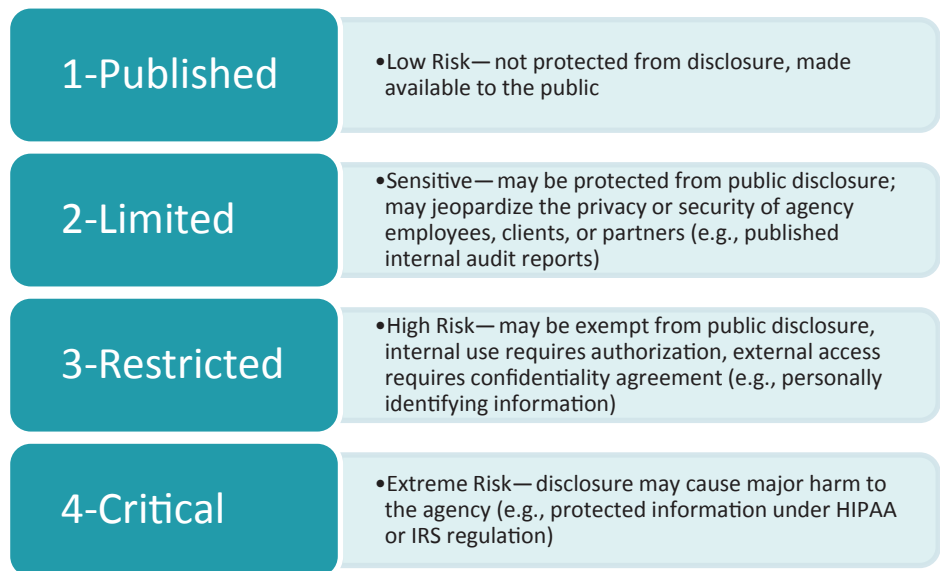 1-Published
•Low Risk—not protected from disclosure, made
available to the public
2-Limited
•Sensitive—may be protected from public disclosure;
may jeopardize the privacy or security of agency
employees, clients, or partners (e.g., published
internal audit reports)
3-Restricted
•High Risk—may be exempt from public disclosure,
internal use requires authorization, external access
requires confidentiality agreement (e.g., personally
identifying information)
4-Critical
•Extreme Risk—disclosure may cause major harm to
the agency (e.g., protected information under HIPAA
or IRS regulation)